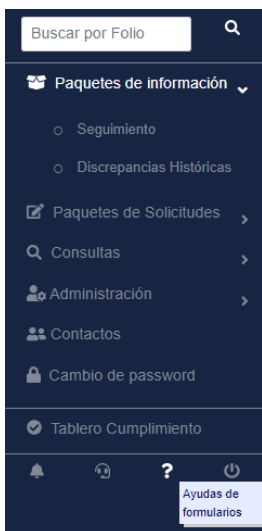 Buscar por Folio
Paquetes de información
Seguimiento
Discrepancias Históricas
Paquetes de Solicitudes
Consultas
Administración
Contactos
Cambio de password
Tablero Cumplimiento
?
Ayudas de
formularios